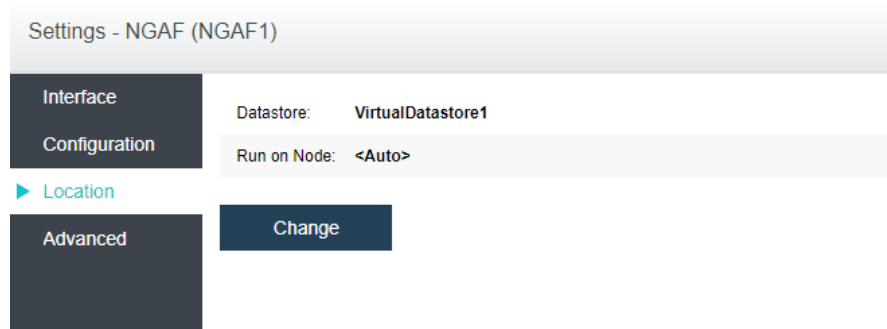 Settings - NGAF (NGAF1)
Interface
Configuration
Location
Advanced
Datastore: VirtualDatastore1
Run on Node: <Auto>
Change